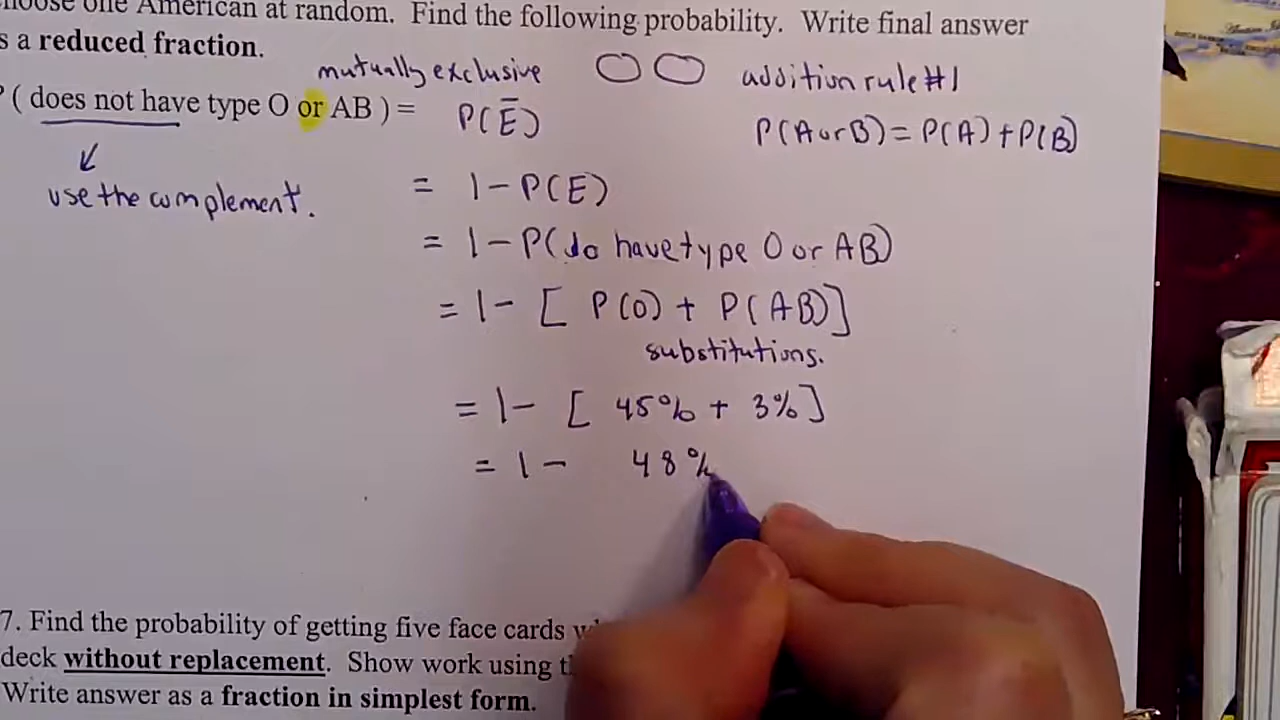 one American at random. Find the following probability. Write final answer
a reduced fraction.
mutually exclusive addition rule #1
( does not have type O or AB ) = P(E̅) P(A or B) = P(A) + P(B)
use the complement. = 1 - P(E)
= 1 - P(do have type O or AB)
= 1 - [ P(O) + P(AB)]
substitutions.
= 1 - [ 45% + 3% ]
= 1 - 48%
7. Find the probability of getting five face cards
deck without replacement. Show work using
Write answer as a fraction in simplest form.